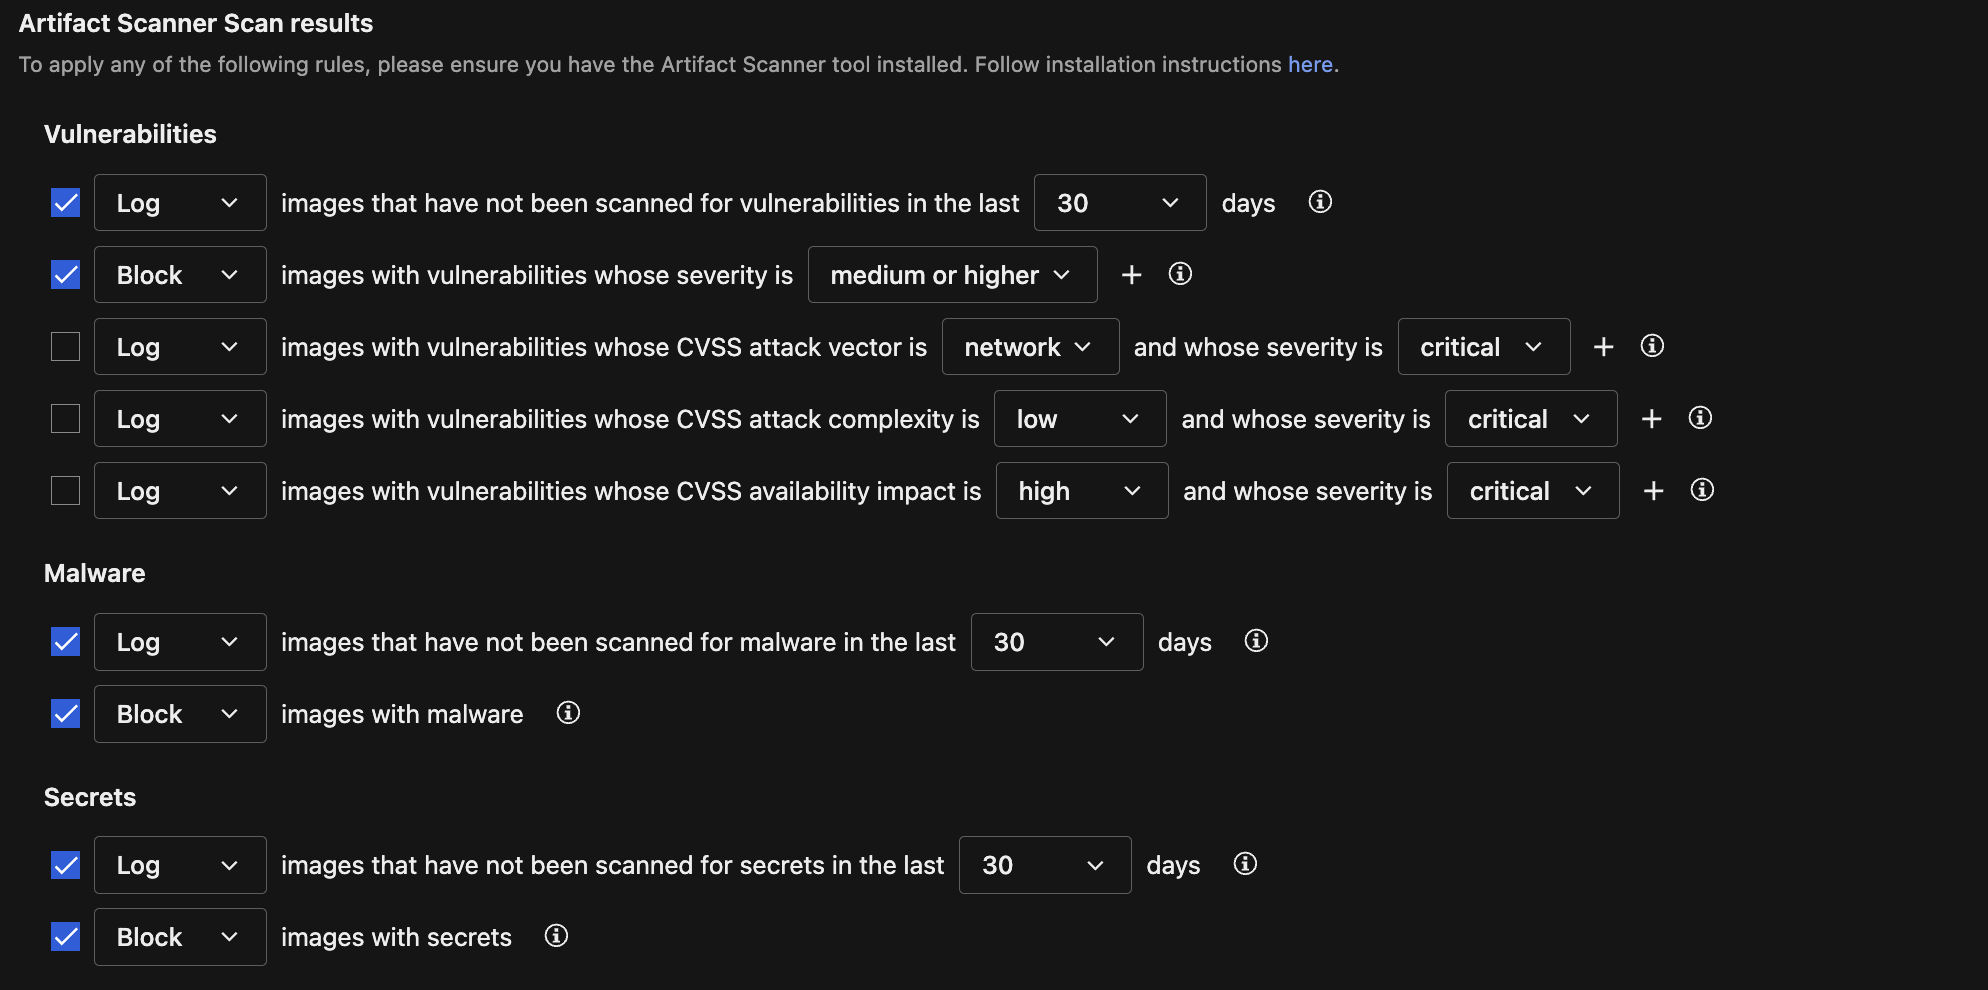 Artifact Scanner Scan results
To apply any of the following rules, please ensure you have the Artifact Scanner tool installed. Follow installation instructions here.
Vulnerabilities
Log images that have not been scanned for vulnerabilities in the last 30 days
Block images with vulnerabilities whose severity is medium or higher +
Log images with vulnerabilities whose CVSS attack vector is network and whose severity is critical +
Log images with vulnerabilities whose CVSS attack complexity is low and whose severity is critical +
Log images with vulnerabilities whose CVSS availability impact is high and whose severity is critical +
Malware
Log images that have not been scanned for malware in the last 30 days
Block images with malware
Secrets
Log images that have not been scanned for secrets in the last 30 days
Block images with secrets